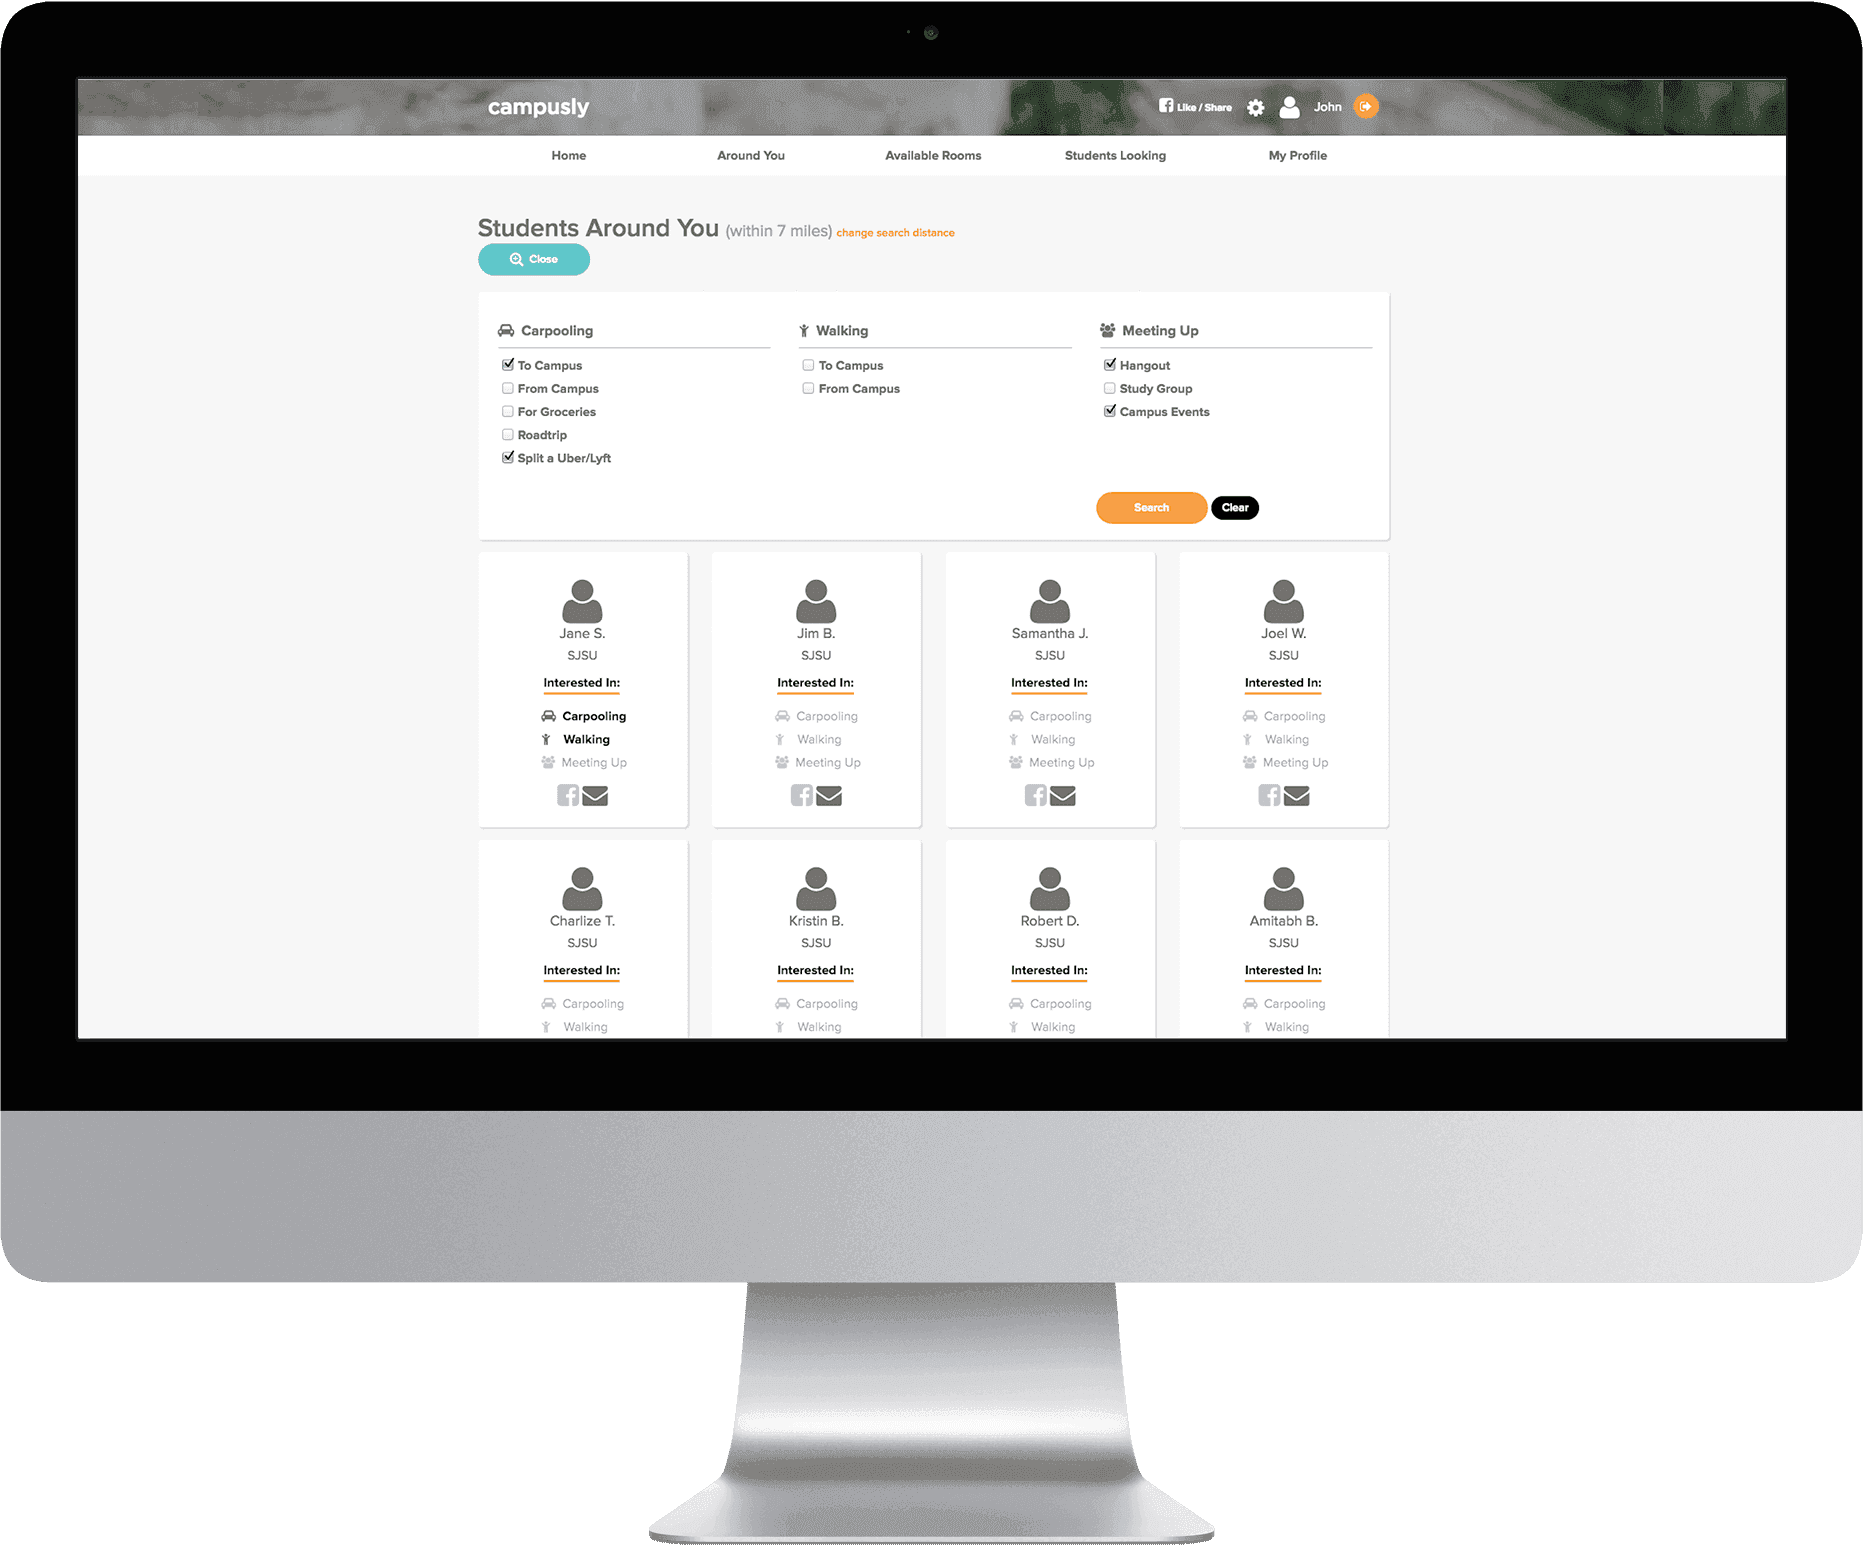 campusly
Like / Share
John
Home Around You Available Rooms Students Looking My Profile
Students Around You (within 7 miles) change search distance
Close
Carpooling Walking Meeting Up
To Campus To Campus Hangout
From Campus From Campus Study Group
For Groceries Campus Events
Roadtrip
Split a Uber/Lyft
Search Clear
Jane S. Jim B. Samantha J. Joel W.
SJSU SJSU SJSU SJSU
Interested In: Interested In: Interested In: Interested In:
Carpooling Carpooling Carpooling Carpooling
Walking Walking Walking Walking
Meeting Up Meeting Up Meeting Up Meeting Up
Charlize T. Kristin B. Robert D. Amitabh B.
SJSU SJSU SJSU SJSU
Interested In: Interested In: Interested In: Interested In:
Carpooling Carpooling Carpooling Carpooling
Walking Walking Walking Walking